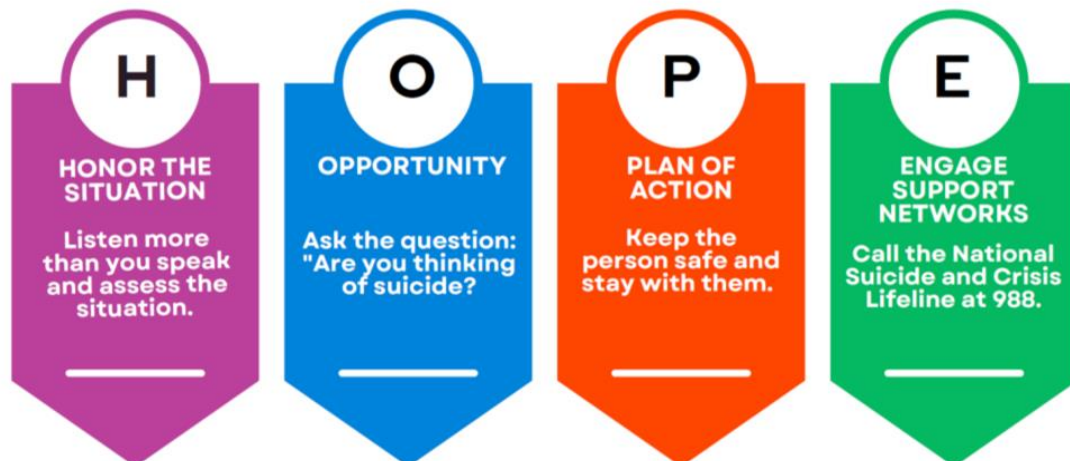 H
HONOR THE
SITUATION
Listen more
than you speak
and assess the
situation.
O
OPPORTUNITY
Ask the question:
"Are you thinking
of suicide?
P
PLAN OF
ACTION
Keep the
person safe and
stay with them.
E
ENGAGE
SUPPORT
NETWORKS
Call the National
Suicide and Crisis
Lifeline at 988.